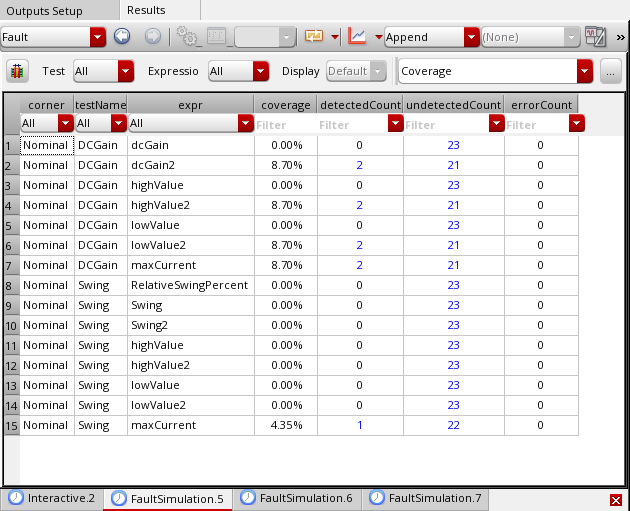 Outputs Setup Results
Fault Append (None) »
Test All Expressio All Display Default Coverage ...
corner testName expr coverage detectedCount undetectedCount errorCount
All All All Filter Filter Filter Filter
1 Nominal DCGain dcGain 0.00% 0 23 0
2 Nominal DCGain dcGain2 8.70% 2 21 0
3 Nominal DCGain highValue 0.00% 0 23 0
4 Nominal DCGain highValue2 8.70% 2 21 0
5 Nominal DCGain lowValue 0.00% 0 23 0
6 Nominal DCGain lowValue2 8.70% 2 21 0
7 Nominal DCGain maxCurrent 8.70% 2 21 0
8 Nominal Swing RelativeSwingPercent 0.00% 0 23 0
9 Nominal Swing Swing 0.00% 0 23 0
10 Nominal Swing Swing2 0.00% 0 23 0
11 Nominal Swing highValue 0.00% 0 23 0
12 Nominal Swing highValue2 0.00% 0 23 0
13 Nominal Swing lowValue 0.00% 0 23 0
14 Nominal Swing lowValue2 0.00% 0 23 0
15 Nominal Swing maxCurrent 4.35% 1 22 0
Interactive.2 FaultSimulation.5 FaultSimulation.6 FaultSimulation.7